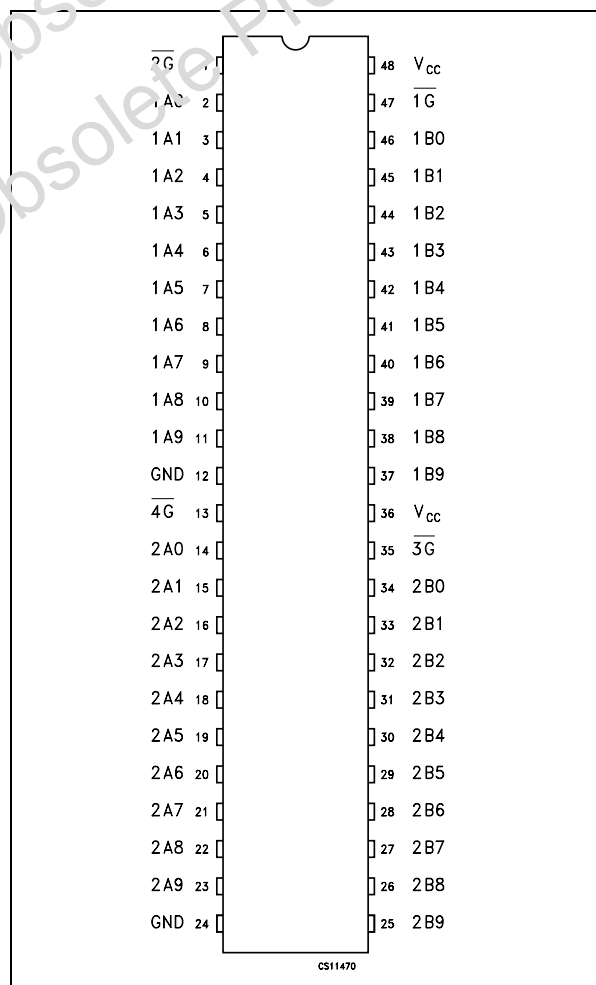 obsolete Pro
Obsolete Pro
2G 1 48 VCC
1A0 2 47 1G
1A1 3 46 1B0
1A2 4 45 1B1
1A3 5 44 1B2
1A4 6 43 1B3
1A5 7 42 1B4
1A6 8 41 1B5
1A7 9 40 1B6
1A8 10 39 1B7
1A9 11 38 1B8
GND 12 37 1B9
4G 13 36 VCC
2A0 14 35 3G
2A1 15 34 2B0
2A2 16 33 2B1
2A3 17 32 2B2
2A4 18 31 2B3
2A5 19 30 2B4
2A6 20 29 2B5
2A7 21 28 2B6
2A8 22 27 2B7
2A9 23 26 2B8
GND 24 25 2B9
CS11470